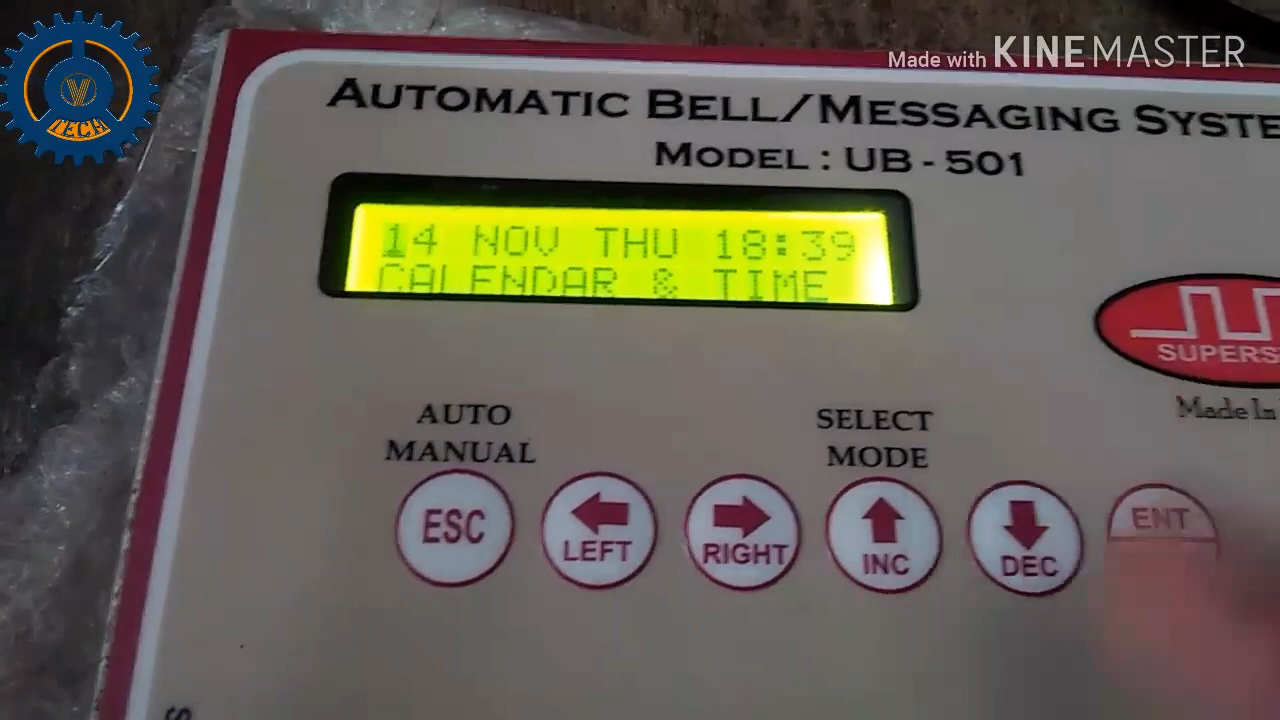 Made with KINEMASTER
V
TECH
AUTOMATIC BELL/MESSAGING SYSTE
MODEL : UB - 501
14 NOV THU 18:39
CALENDAR & TIME
SUPERS
Made In
AUTO
MANUAL
SELECT
MODE
ESC
LEFT
RIGHT
INC
DEC
ENT
S